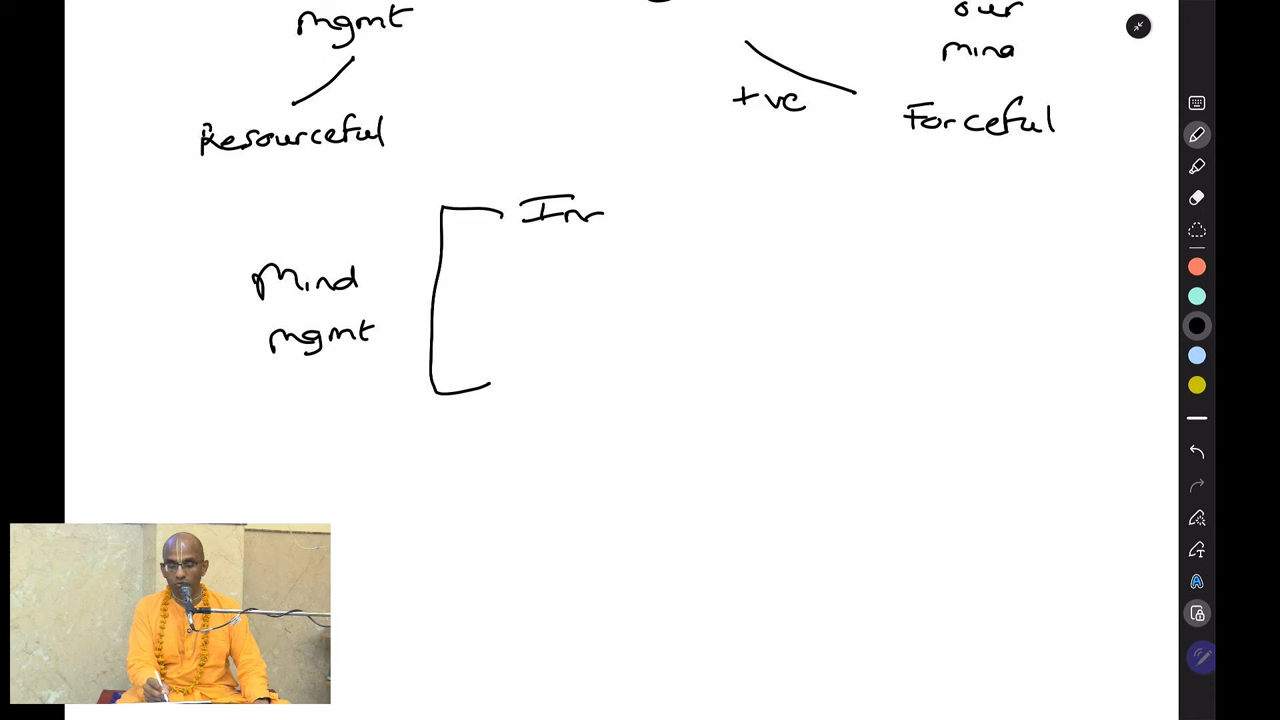 mgmt
our
mind
Resourceful
+ve
Forceful
Inr
Mind
mgmt